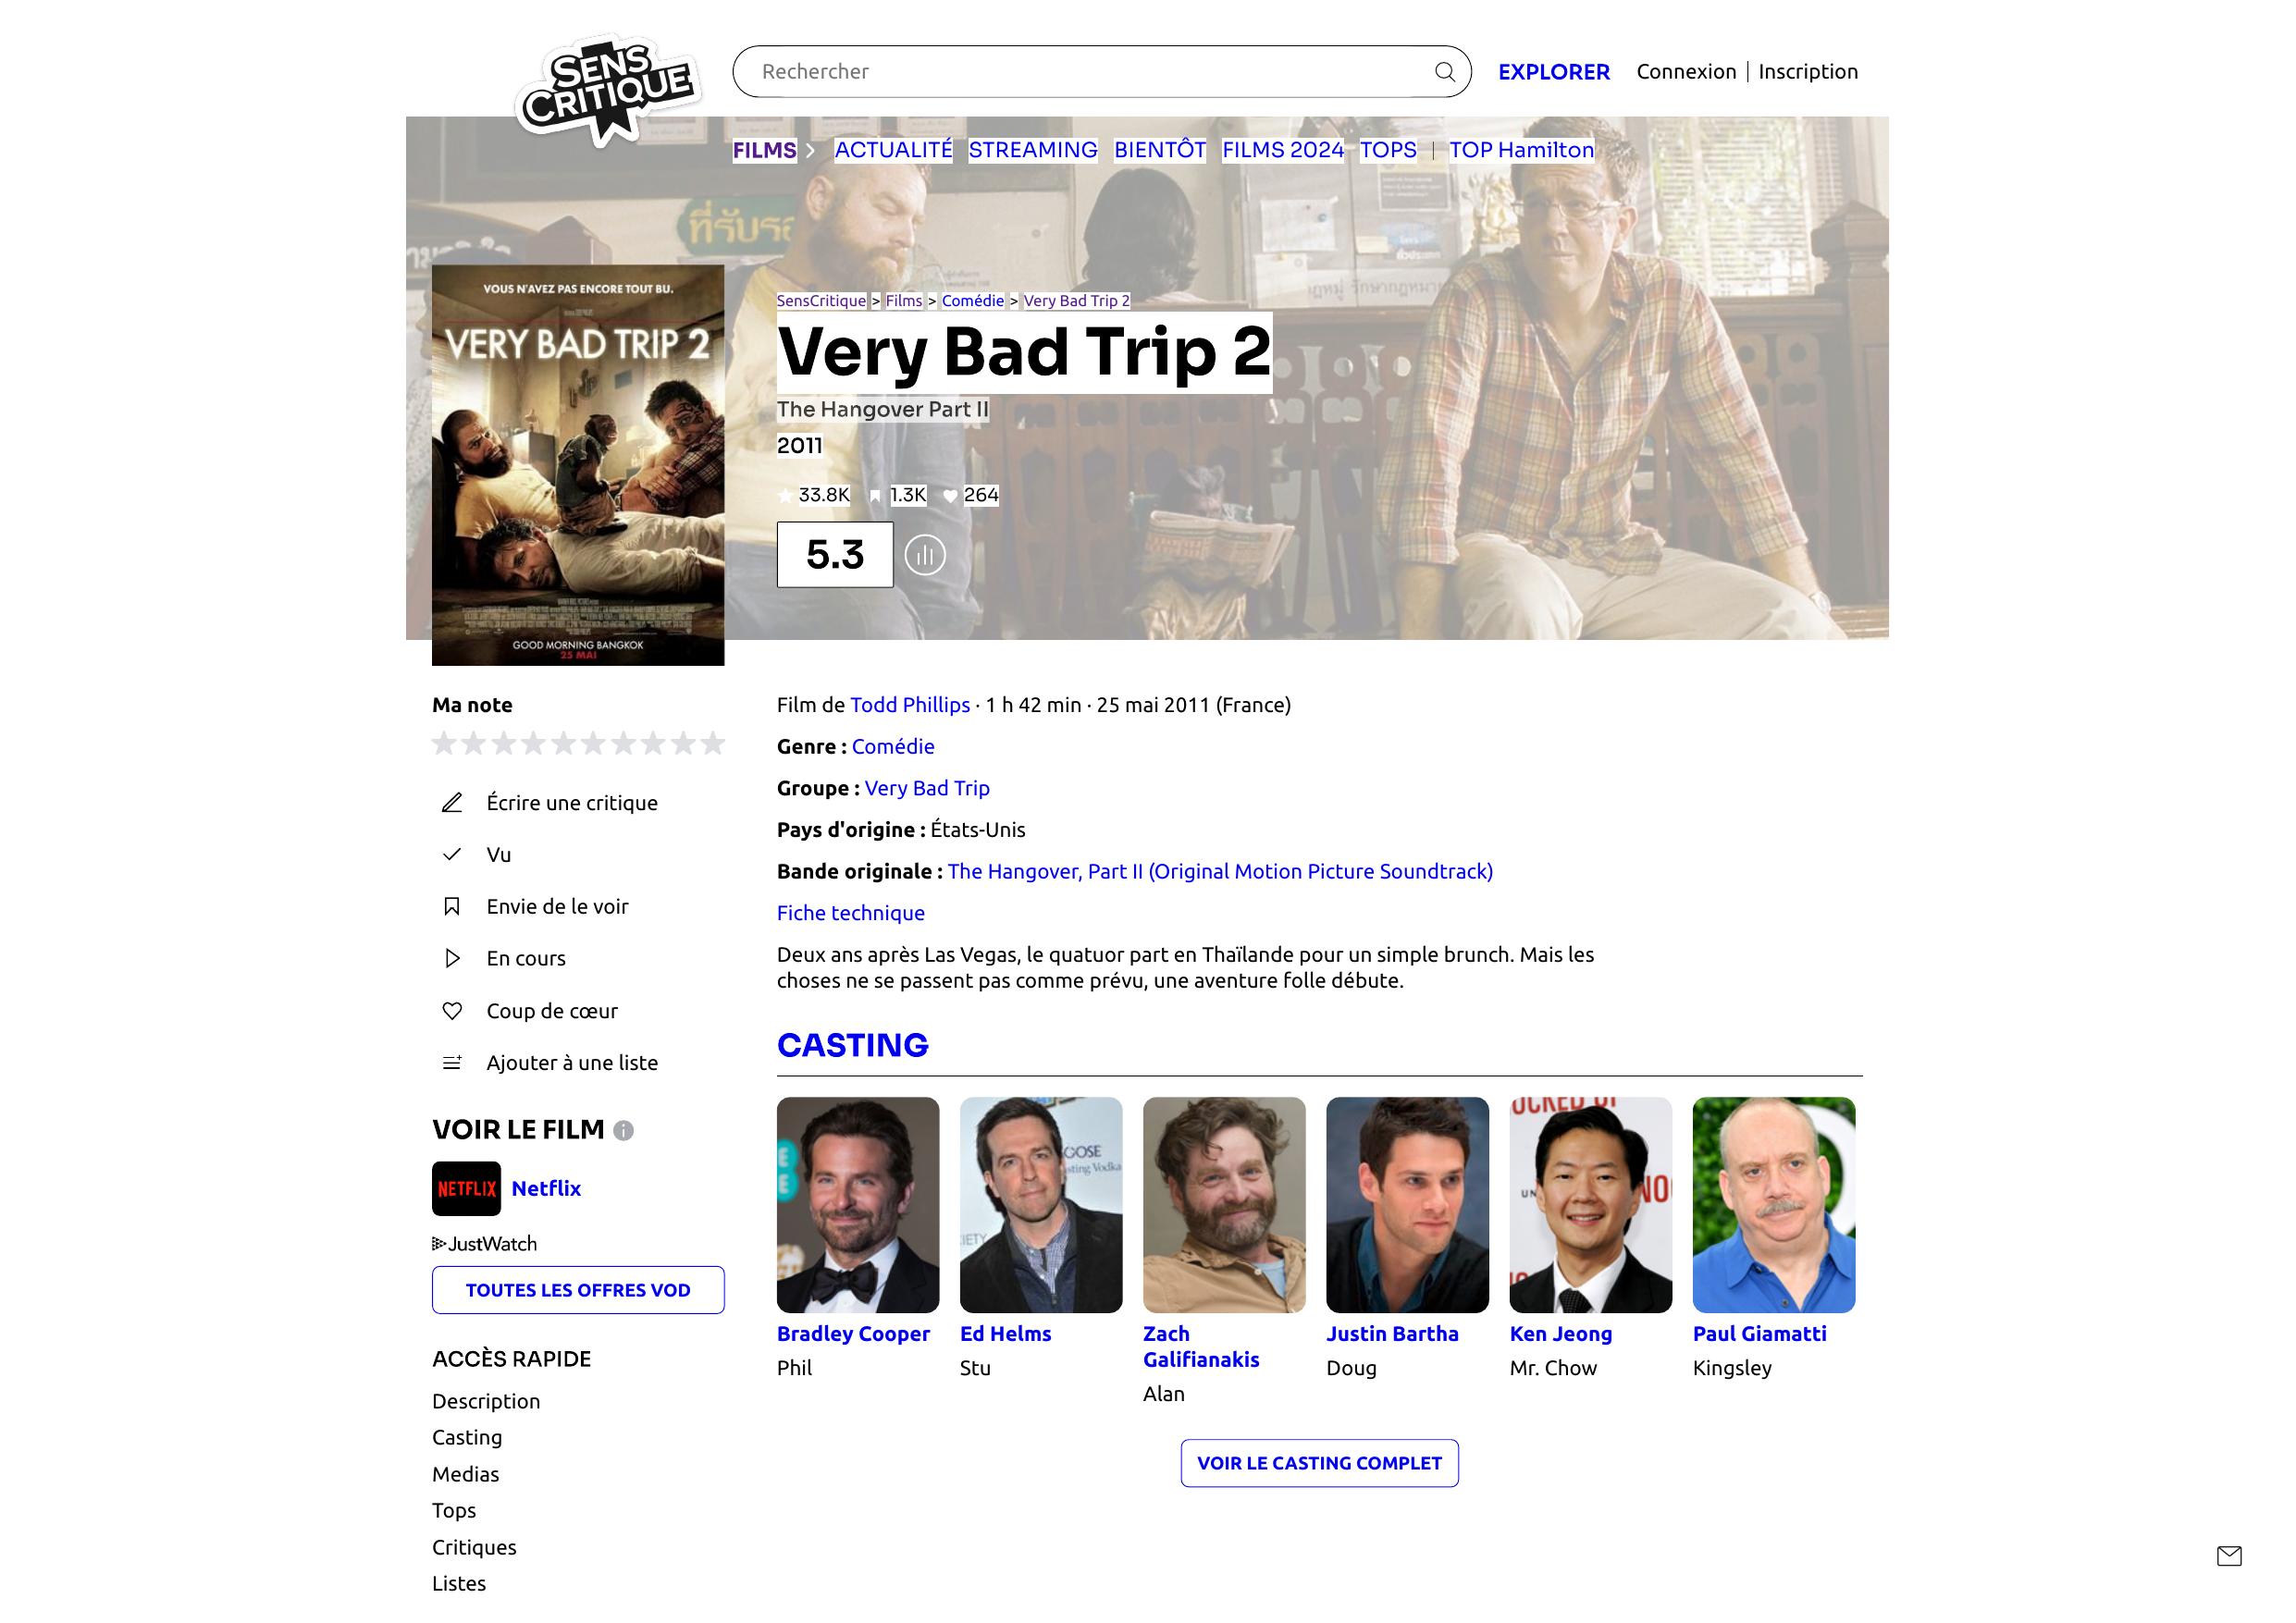 SENS
CRITIQUE
Rechercher
EXPLORER
Connexion | Inscription
FILMS
ACTUALITÉ
STREAMING
BIENTÔT
FILMS 2024
TOPS
|
TOP Hamilton
ที่รับรอ
VOUS N'AVEZ PAS ENCORE TOUT BU.
VERY BAD TRIP 2
GOOD MORNING BANGKOK
25 MAI
SensCritique > Films > Comédie > Very Bad Trip 2
Very Bad Trip 2
The Hangover Part II
2011
33.8K
1.3K
264
5.3
Ma note
Écrire une critique
Vu
Envie de le voir
En cours
Coup de cœur
Ajouter à une liste
VOIR LE FILM
NETFLIX
Netflix
JustWatch
TOUTES LES OFFRES VOD
ACCÈS RAPIDE
Description
Casting
Medias
Tops
Critiques
Listes
Film de Todd Phillips · 1 h 42 min · 25 mai 2011 (France)
Genre : Comédie
Groupe : Very Bad Trip
Pays d'origine : États-Unis
Bande originale : The Hangover, Part II (Original Motion Picture Soundtrack)
Fiche technique
Deux ans après Las Vegas, le quatuor part en Thaïlande pour un simple brunch. Mais les
choses ne se passent pas comme prévu, une aventure folle débute.
CASTING
Bradley Cooper
Phil
Ed Helms
Stu
Zach
Galifianakis
Alan
Justin Bartha
Doug
Ken Jeong
Mr. Chow
Paul Giamatti
Kingsley
VOIR LE CASTING COMPLET